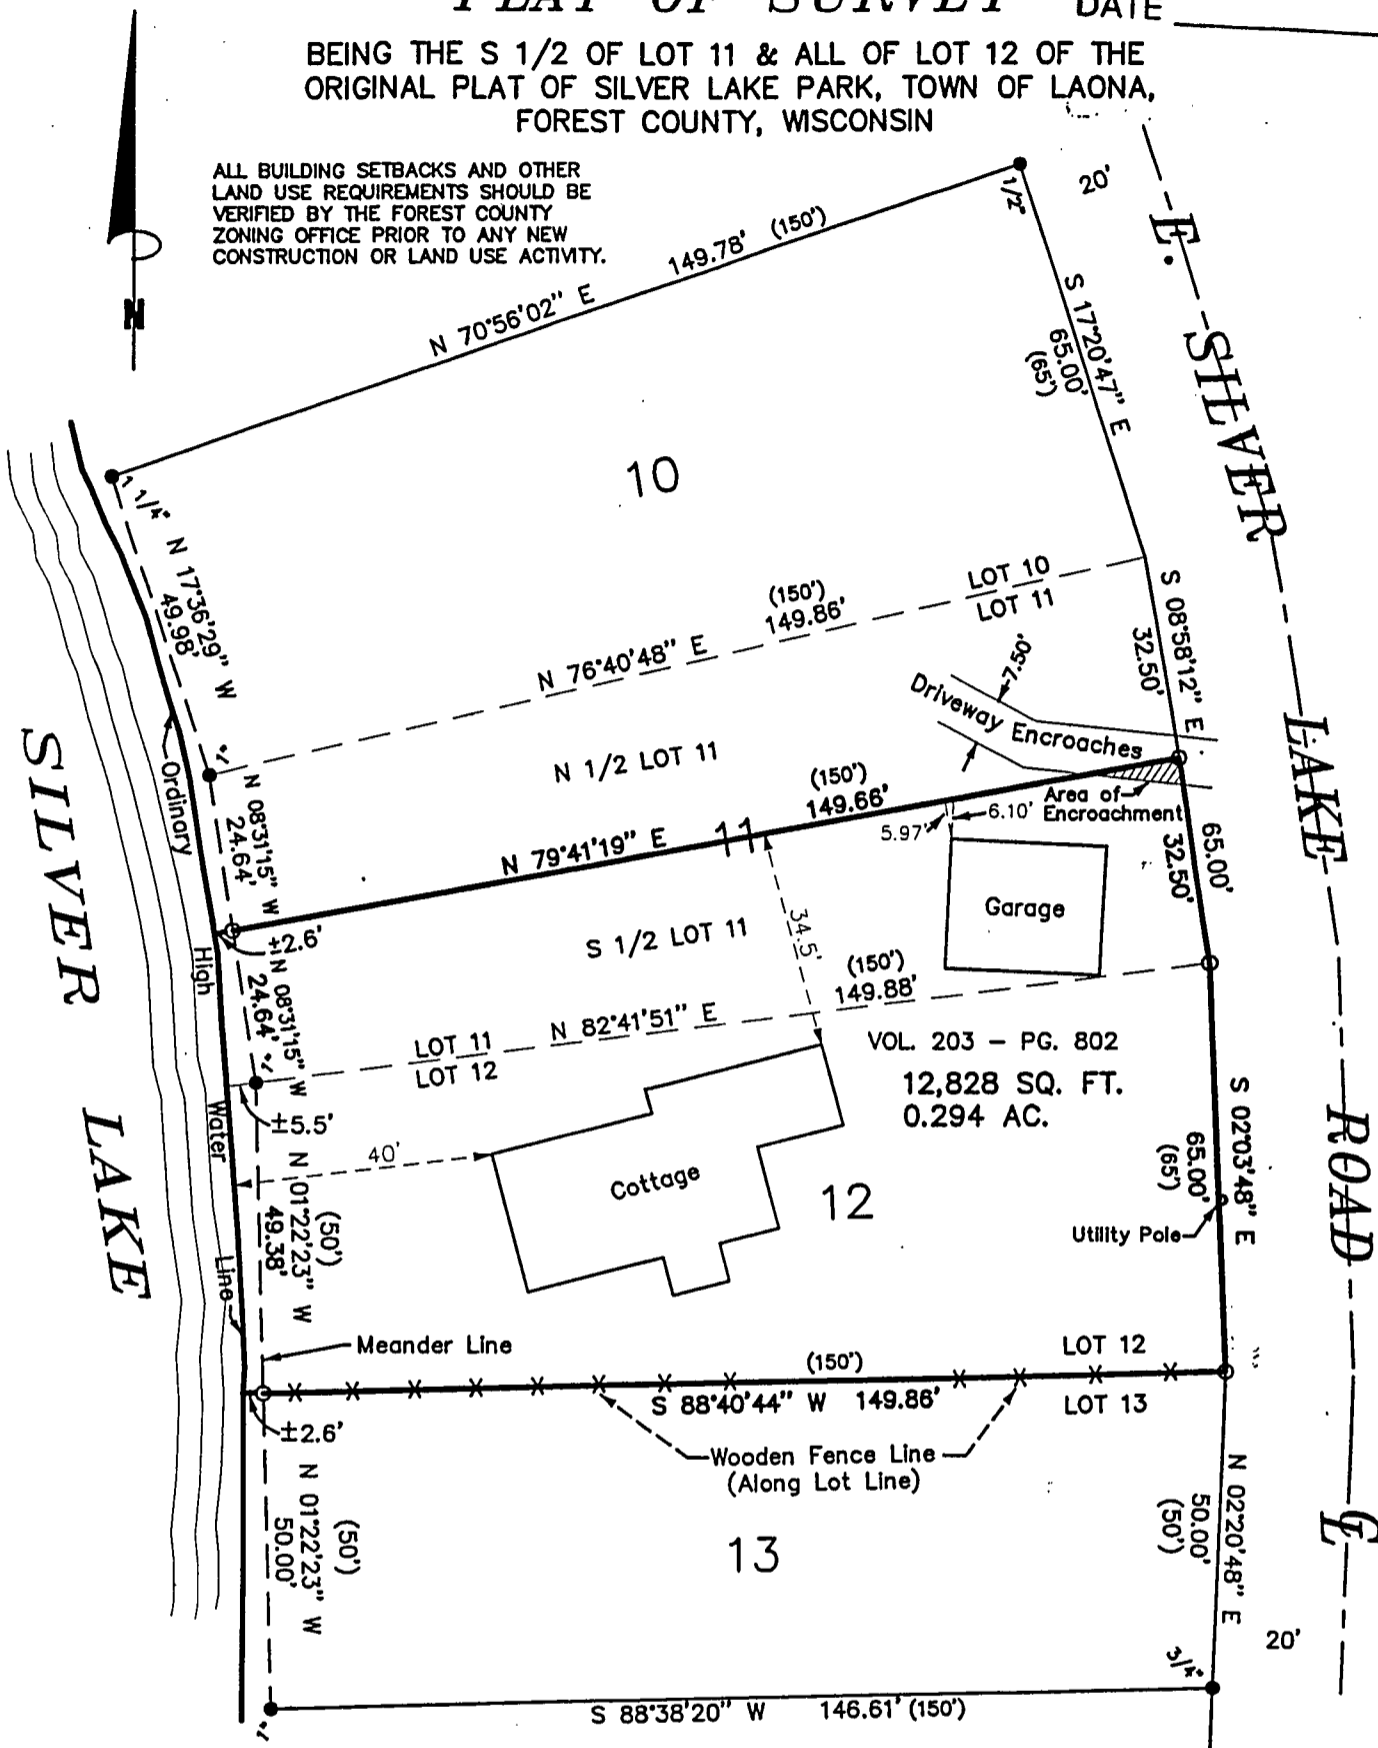 PLAT OF SURVEY
DATE
BEING THE S 1/2 OF LOT 11 & ALL OF LOT 12 OF THE
ORIGINAL PLAT OF SILVER LAKE PARK, TOWN OF LAONA,
FOREST COUNTY, WISCONSIN
ALL BUILDING SETBACKS AND OTHER
LAND USE REQUIREMENTS SHOULD BE
VERIFIED BY THE FOREST COUNTY
ZONING OFFICE PRIOR TO ANY NEW
CONSTRUCTION OR LAND USE ACTIVITY.
N
1/2"
20'
149.78' (150')
N 70°56'02" E
S 17°20'47" E
65.00'
(65')
E. SILVER LAKE ROAD
10
1 1/4"
N 17°36'29" W
49.98'
(150')
149.86'
N 76°40'48" E
LOT 10
LOT 11
S 08°58'12" E
32.50'
7.50'
Driveway Encroaches
N 1/2 LOT 11
1"
Ordinary High Water Line
N 08°31'15" W
24.64'
(150')
149.66'
N 79°41'19" E
11
5.97'
6.10'
Area of
Encroachment
65.00'
32.50'
Garage
±2.6'
S 1/2 LOT 11
34.5'
N 08°31'15" W
24.64'
1"
(150')
149.88'
N 82°41'51" E
LOT 11
LOT 12
VOL. 203 - PG. 802
12,828 SQ. FT.
0.294 AC.
±5.5'
40'
Cottage
12
SILVER LAKE
N 01°22'23" W
(50')
49.38'
S 02°03'48" E
65.00'
(65')
Utility Pole
Meander Line
LOT 12
(150')
S 88°40'44" W 149.86'
LOT 13
±2.6'
Wooden Fence Line
(Along Lot Line)
N 01°22'23" W
(50')
50.00'
13
N 02°20'48" E
50.00'
(50')
CL
20'
3/4"
1"
S 88°38'20" W 146.61' (150')